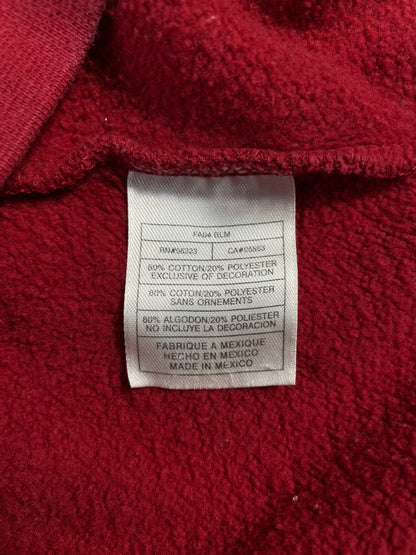 FA04 BLM
RN#56323 CA#05553
80% COTTON/20% POLYESTER
EXCLUSIVE OF DECORATION
80% COTON/20% POLYESTER
SANS ORNEMENTS
80% ALGODON/20% POLIESTER
NO INCLUYE LA DECORACION
FABRIQUE A MEXIQUE
HECHO EN MEXICO
MADE IN MEXICO